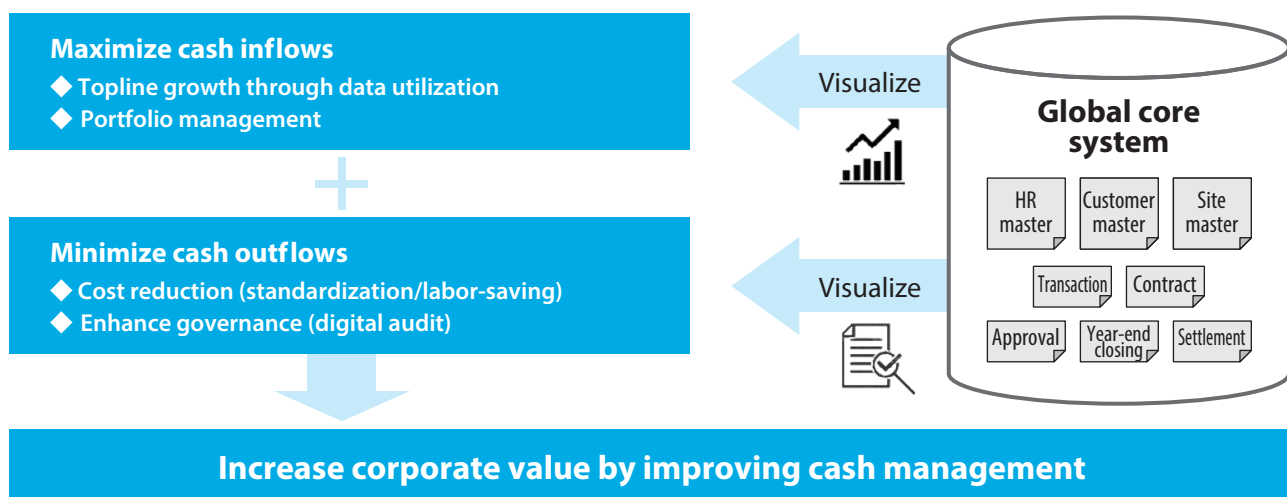 Maximize cash inflows
◆ Topline growth through data utilization
◆ Portfolio management
Minimize cash outflows
◆ Cost reduction (standardization/labor-saving)
◆ Enhance governance (digital audit)
Visualize
Visualize
Global core
system
HR
master
Customer
master
Site
master
Transaction
Contract
Approval
Year-end
closing
Settlement
Increase corporate value by improving cash management